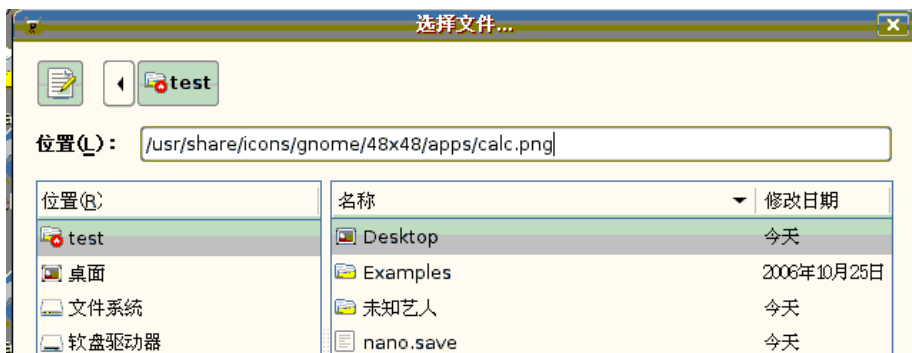 选择文件...
test
位置(L)： /usr/share/icons/gnome/48x48/apps/calc.png
位置(R) 名称 修改日期
test Desktop 今天
桌面 Examples 2006年10月25日
文件系统 未知艺人 今天
软盘驱动器 nano.save 今天